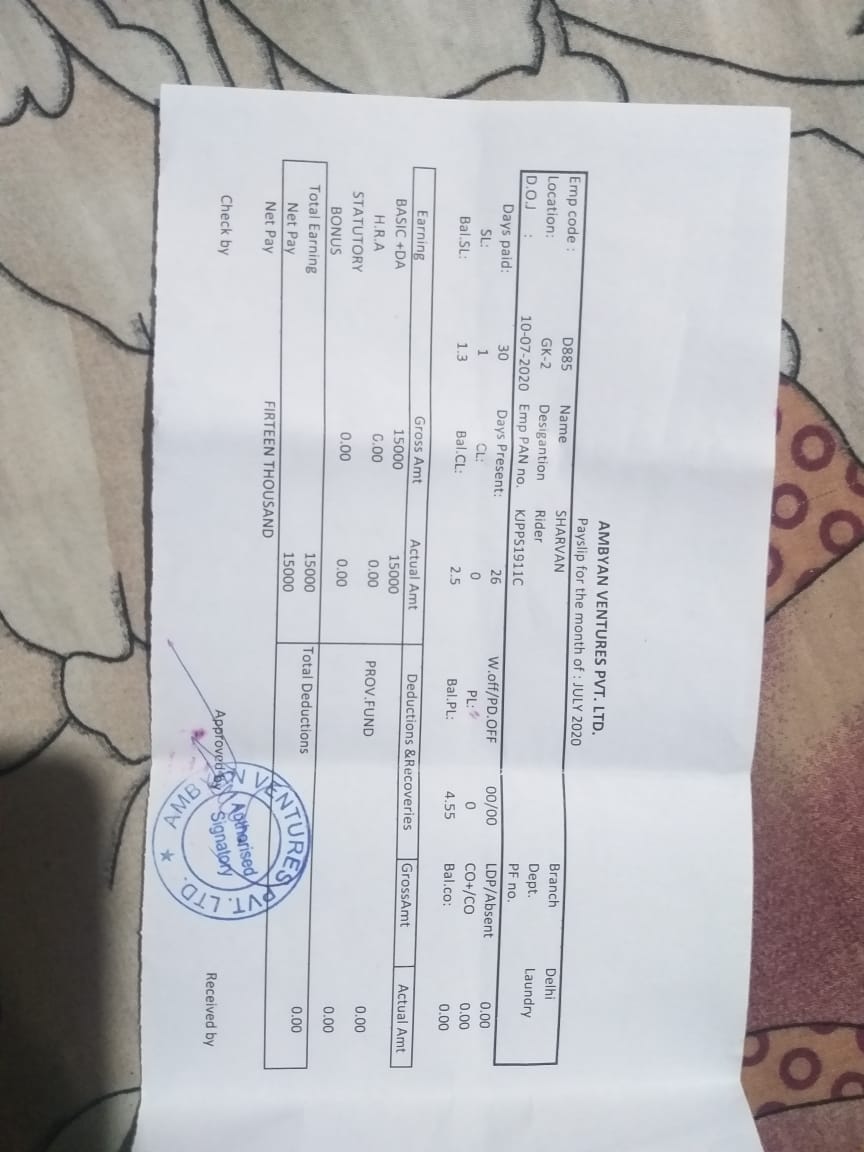 AMBYAN VENTURES PVT. LTD.
Payslip for the month of : JULY 2020
Emp code : D885 Name SHARVAN Branch Delhi
Location: GK-2 Desigantion Rider Dept. Laundry
D.O.J : 10-07-2020 Emp PAN no. KJPPS1911C PF no.
Days paid: 30 Days Present: 26 W.off/PD.OFF 00/00 LDP/Absent 0.00
SL: 1 CL: 0 PL: 0 CO+/CO 0.00
Bal.SL: 1.3 Bal.CL: 2.5 Bal.PL: 4.55 Bal.co: 0.00
Earning Gross Amt Actual Amt Deductions &Recoveries GrossAmt Actual Amt
BASIC +DA 15000 15000
H.R.A 0.00 0.00 PROV.FUND 0.00
STATUTORY
BONUS 0.00 0.00 0.00
Total Earning 15000 Total Deductions 0.00
Net Pay 15000
Net Pay FIRTEEN THOUSAND
Check by Approved by Received by
VENTURES PVT. LTD. ★ AMB
Authorised
Signatory